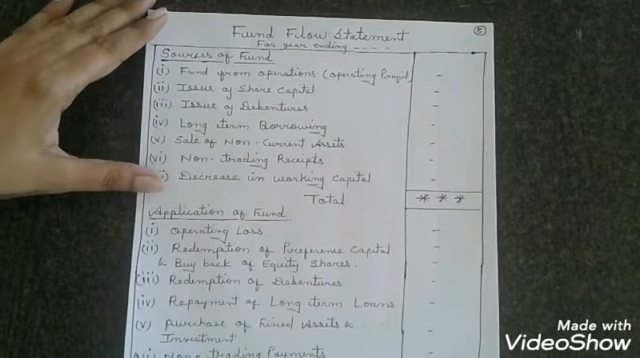 Fund Flow Statement
5
For year ending ----
Sources of Fund
(i) Fund from operations (operating Profit) -
(ii) Issue of Share Capital -
(iii) Issue of Debentures -
(iv) Long term Borrowing -
(v) Sale of Non-Current Assets -
(vi) Non-trading Receipts -
ii) Decrease in working Capital -
Total * * *
Application of Fund
(i) Operating Loss -
(ii) Redemption of Preference Capital -
& Buy back of Equity Shares. -
(iii) Redemption of Debentures -
(iv) Repayment of Long term Loans -
(v) Purchase of Fixed Assets & -
Investment
Non-trading Payments
Made with
VideoShow